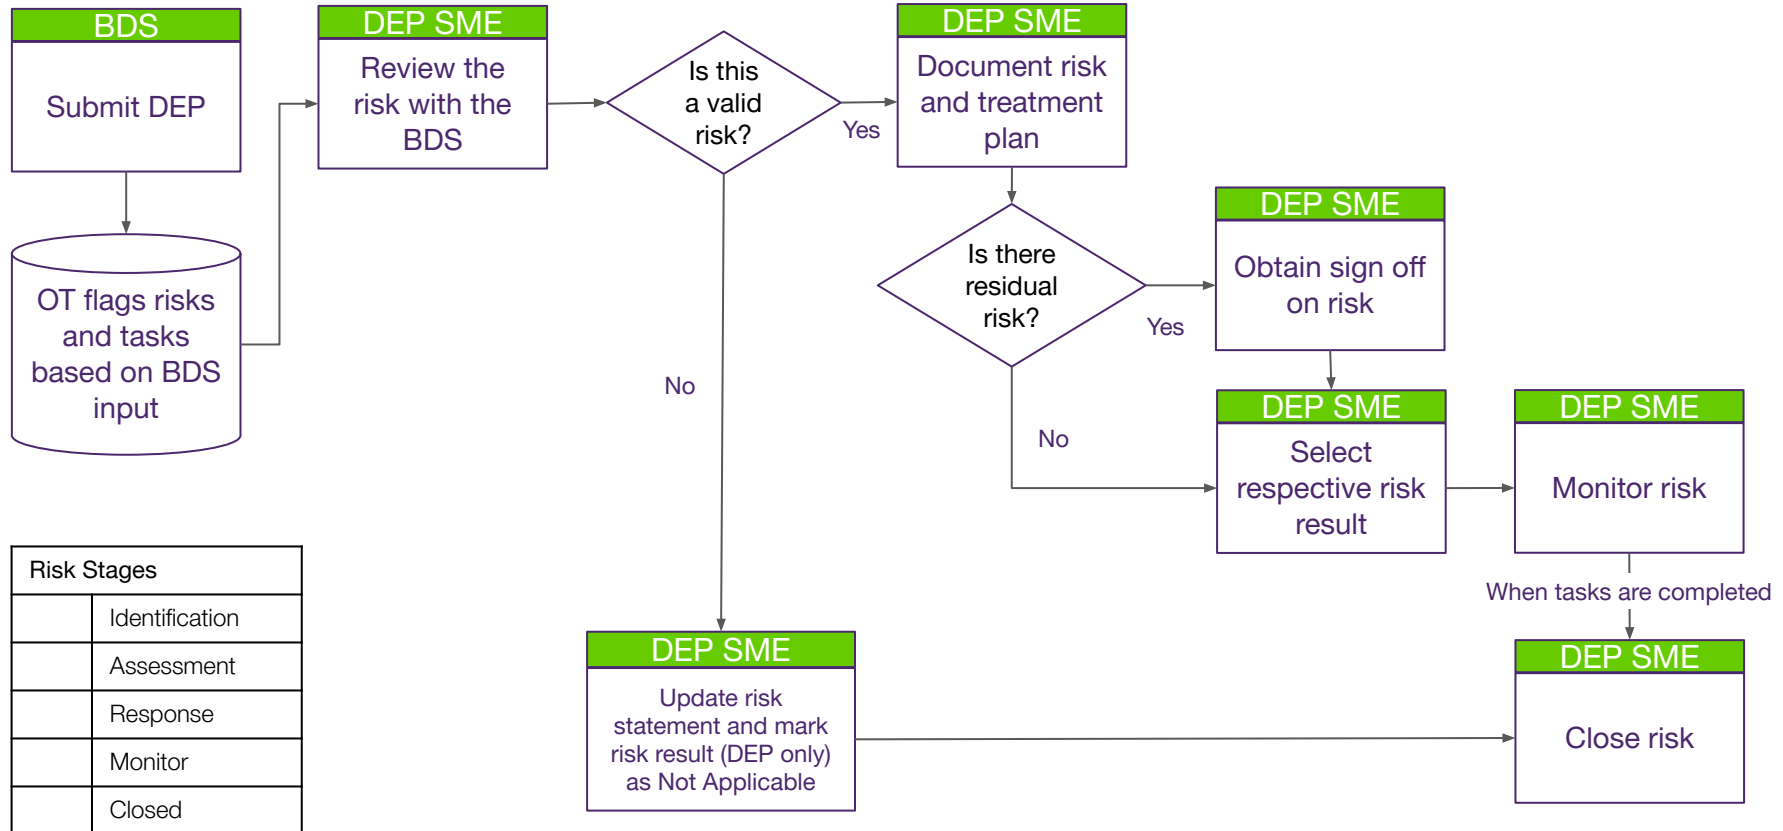 BDS
Submit DEP
OT flags risks
and tasks
based on BDS
input
DEP SME
Review the
risk with the
BDS
Is this
a valid
risk?
Yes
No
DEP SME
Document risk
and treatment
plan
Is there
residual
risk?
Yes
No
DEP SME
Obtain sign off
on risk
DEP SME
Select
respective risk
result
DEP SME
Monitor risk
When tasks are completed
DEP SME
Update risk
statement and mark
risk result (DEP only)
as Not Applicable
DEP SME
Close risk
Risk Stages
Identification
Assessment
Response
Monitor
Closed